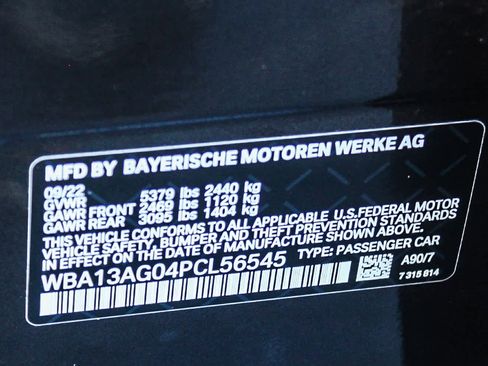 MFD BY BAYERISCHE MOTOREN WERKE AG
09/22
GVWR 5379 lbs 2440 kg
GAWR FRONT 2469 lbs 1120 kg
GAWR REAR 3095 lbs 1404 kg
THIS VEHICLE CONFORMS TO ALL APPLICABLE U.S.FEDERAL MOTOR
VEHICLE SAFETY, BUMPER AND THEFT PREVENTION STANDARDS
IN EFFECT ON THE DATE OF MANUFACTURE SHOWN ABOVE.
WBA13AG04PCL56545 TYPE: PASSENGER CAR
A90/7
7 315 814